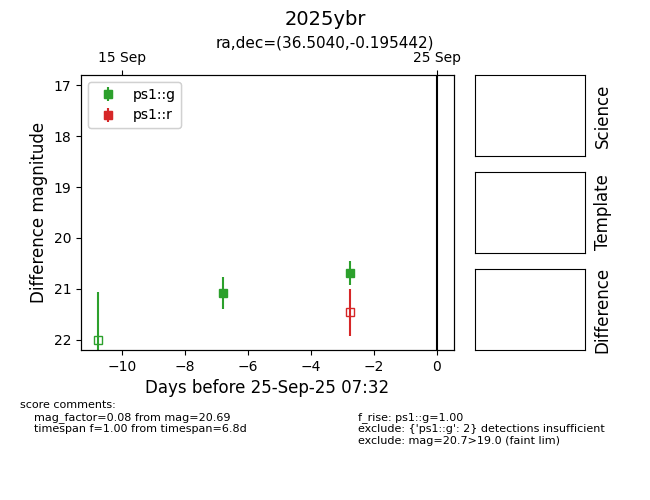 2025ybr
ra,dec=(36.5040,-0.195442)
15 Sep
25 Sep
17
18
19
20
21
22
Difference magnitude
ps1::g
ps1::r
−10
−8
−6
−4
−2
0
Days before 25-Sep-25 07:32
Science
Template
Difference
score comments:
mag_factor=0.08 from mag=20.69
timespan f=1.00 from timespan=6.8d
f_rise: ps1::g=1.00
exclude: {'ps1::g': 2} detections insufficient
exclude: mag=20.7>19.0 (faint lim)